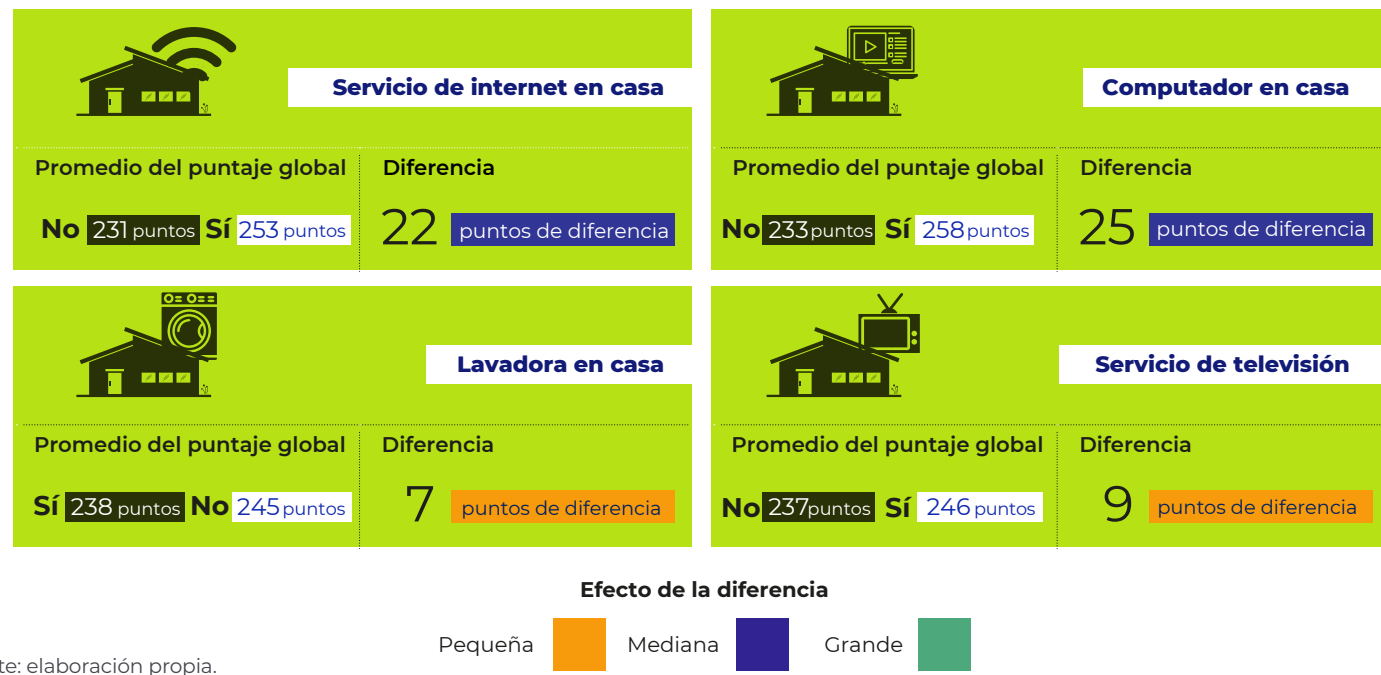 Servicio de internet en casa
Promedio del puntaje global
Diferencia
No 231 puntos Sí 253 puntos
22 puntos de diferencia
Computador en casa
Promedio del puntaje global
Diferencia
No 233 puntos Sí 258 puntos
25 puntos de diferencia
Lavadora en casa
Promedio del puntaje global
Diferencia
Sí 238 puntos No 245 puntos
7 puntos de diferencia
Servicio de televisión
Promedio del puntaje global
Diferencia
No 237 puntos Sí 246 puntos
9 puntos de diferencia
Efecto de la diferencia
Pequeña Mediana Grande
te: elaboración propia.